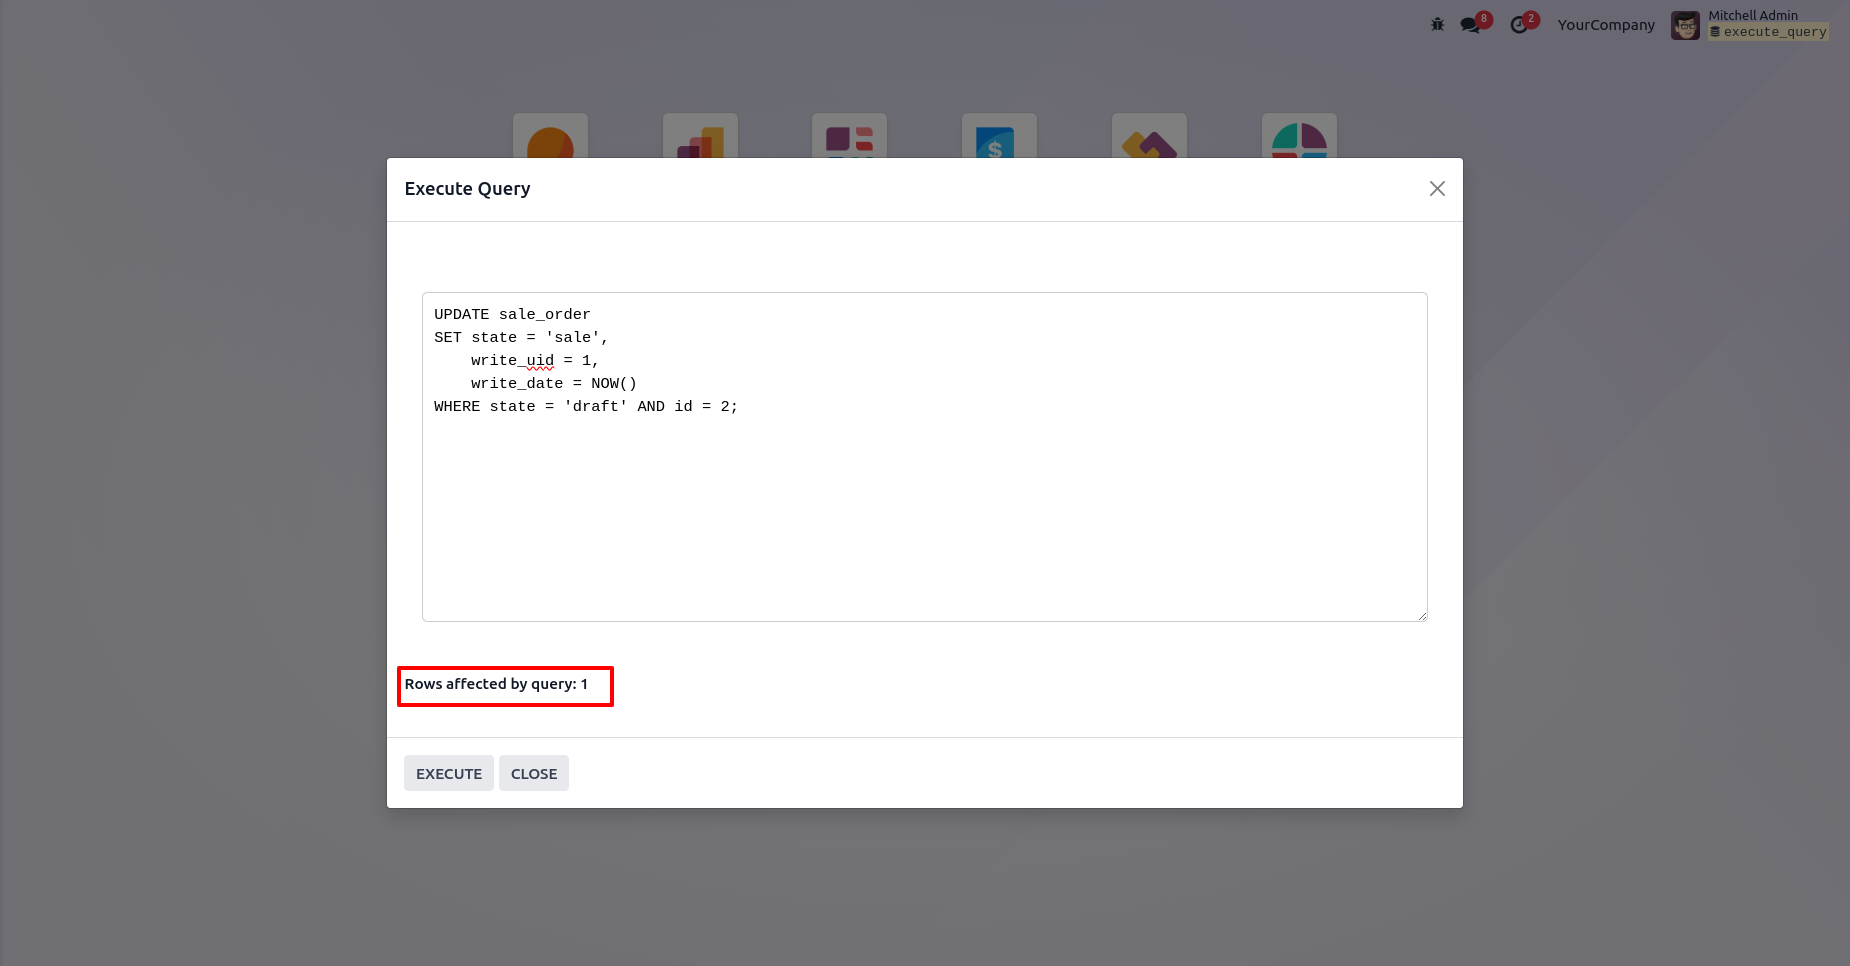 8
2
YourCompany
Mitchell Admin
execute_query
$
Execute Query
UPDATE sale_order
SET state = 'sale',
    write_uid = 1,
    write_date = NOW()
WHERE state = 'draft' AND id = 2;
Rows affected by query: 1
EXECUTE
CLOSE